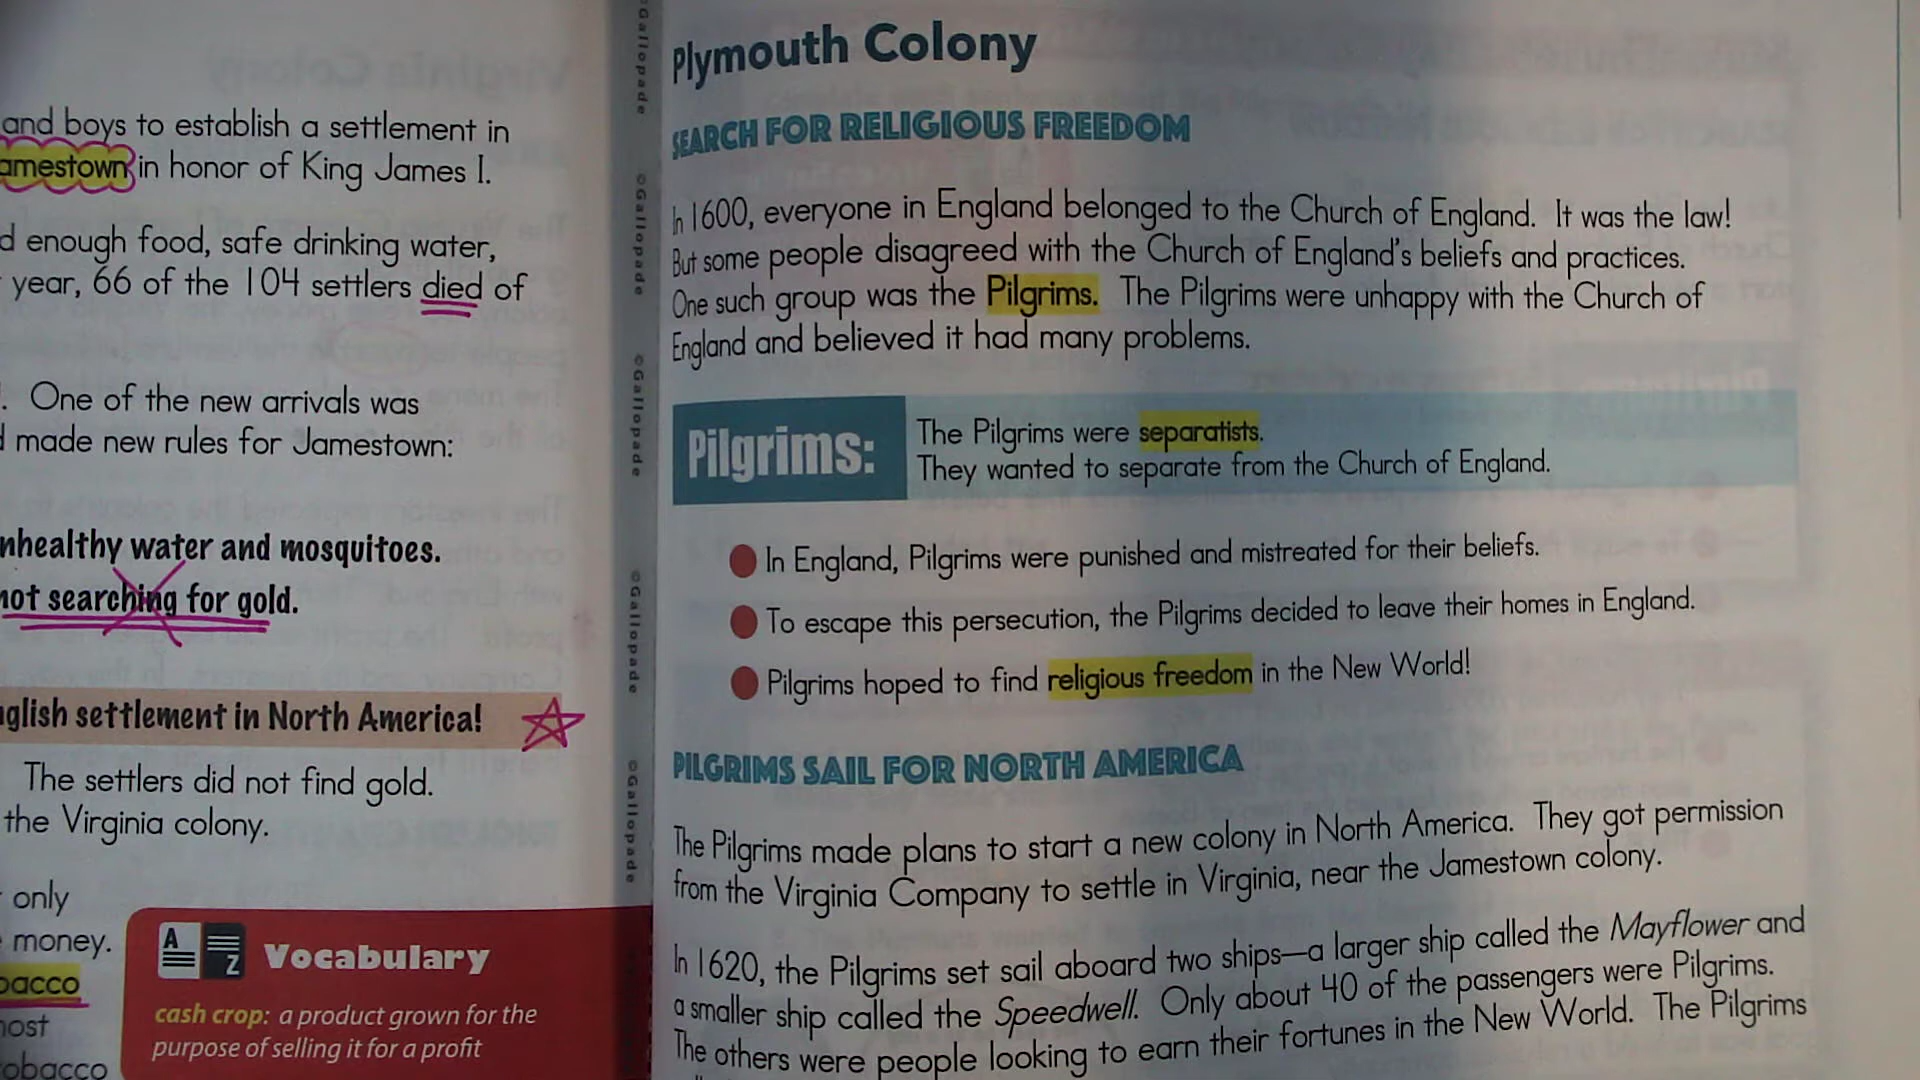 and boys to establish a settlement in
amestown in honor of King James I.
d enough food, safe drinking water,
year, 66 of the 104 settlers died of
. One of the new arrivals was
d made new rules for Jamestown:
nhealthy water and mosquitoes.
not searching for gold.
nglish settlement in North America!
The settlers did not find gold.
the Virginia colony.
only
money.
bacco
most
obacco
A
Z
Vocabulary
cash crop: a product grown for the
purpose of selling it for a profit
©Gallopade
©Gallopade
©Gallopade
©Gallopade
©Gallopade
Plymouth Colony
SEARCH FOR RELIGIOUS FREEDOM
In 1600, everyone in England belonged to the Church of England. It was the law!
But some people disagreed with the Church of England's beliefs and practices.
One such group was the Pilgrims. The Pilgrims were unhappy with the Church of
England and believed it had many problems.
Pilgrims:
The Pilgrims were separatists.
They wanted to separate from the Church of England.
In England, Pilgrims were punished and mistreated for their beliefs.
To escape this persecution, the Pilgrims decided to leave their homes in England.
Pilgrims hoped to find religious freedom in the New World!
PILGRIMS SAIL FOR NORTH AMERICA
The Pilgrims made plans to start a new colony in North America. They got permission
from the Virginia Company to settle in Virginia, near the Jamestown colony.
In 1620, the Pilgrims set sail aboard two ships—a larger ship called the Mayflower and
a smaller ship called the Speedwell. Only about 40 of the passengers were Pilgrims.
The others were people looking to earn their fortunes in the New World. The Pilgrims